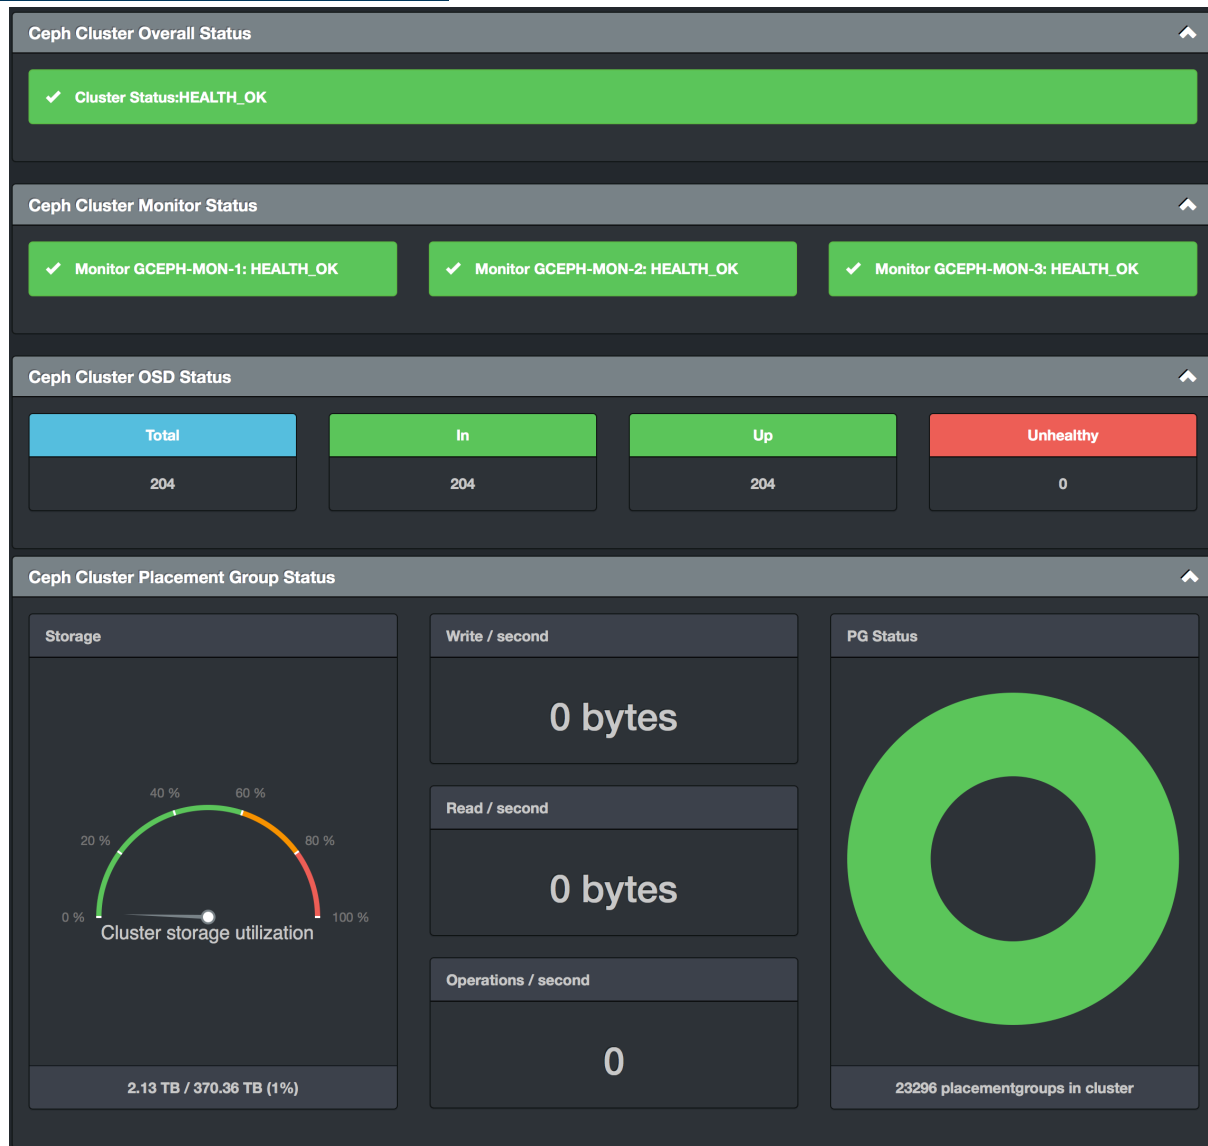 Ceph Cluster Overall Status
Cluster Status:HEALTH_OK
Ceph Cluster Monitor Status
Monitor GCEPH-MON-1: HEALTH_OK
Monitor GCEPH-MON-2: HEALTH_OK
Monitor GCEPH-MON-3: HEALTH_OK
Ceph Cluster OSD Status
Total
In
Up
Unhealthy
204
204
204
0
Ceph Cluster Placement Group Status
Storage
0 %
20 %
40 %
60 %
80 %
100 %
Cluster storage utilization
2.13 TB / 370.36 TB (1%)
Write / second
0 bytes
Read / second
0 bytes
Operations / second
0
PG Status
23296 placementgroups in cluster